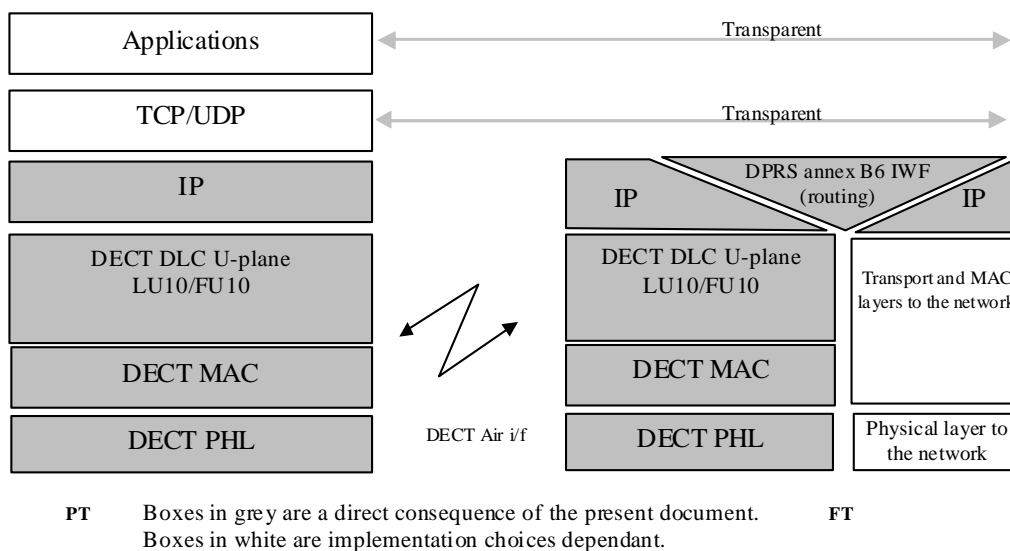 Applications
Transparent
TCP/UDP
Transparent
IP
IP
DPRS annex B6 IWF
(routing)
IP
DECT DLC U-plane
LU10/FU10
DECT DLC U-plane
LU10/FU10
Transport and MAC
layers to the network
DECT MAC
DECT MAC
DECT PHL
DECT Air i/f
DECT PHL
Physical layer to
the network
PT Boxes in grey are a direct consequence of the present document. FT
Boxes in white are implementation choices dependant.